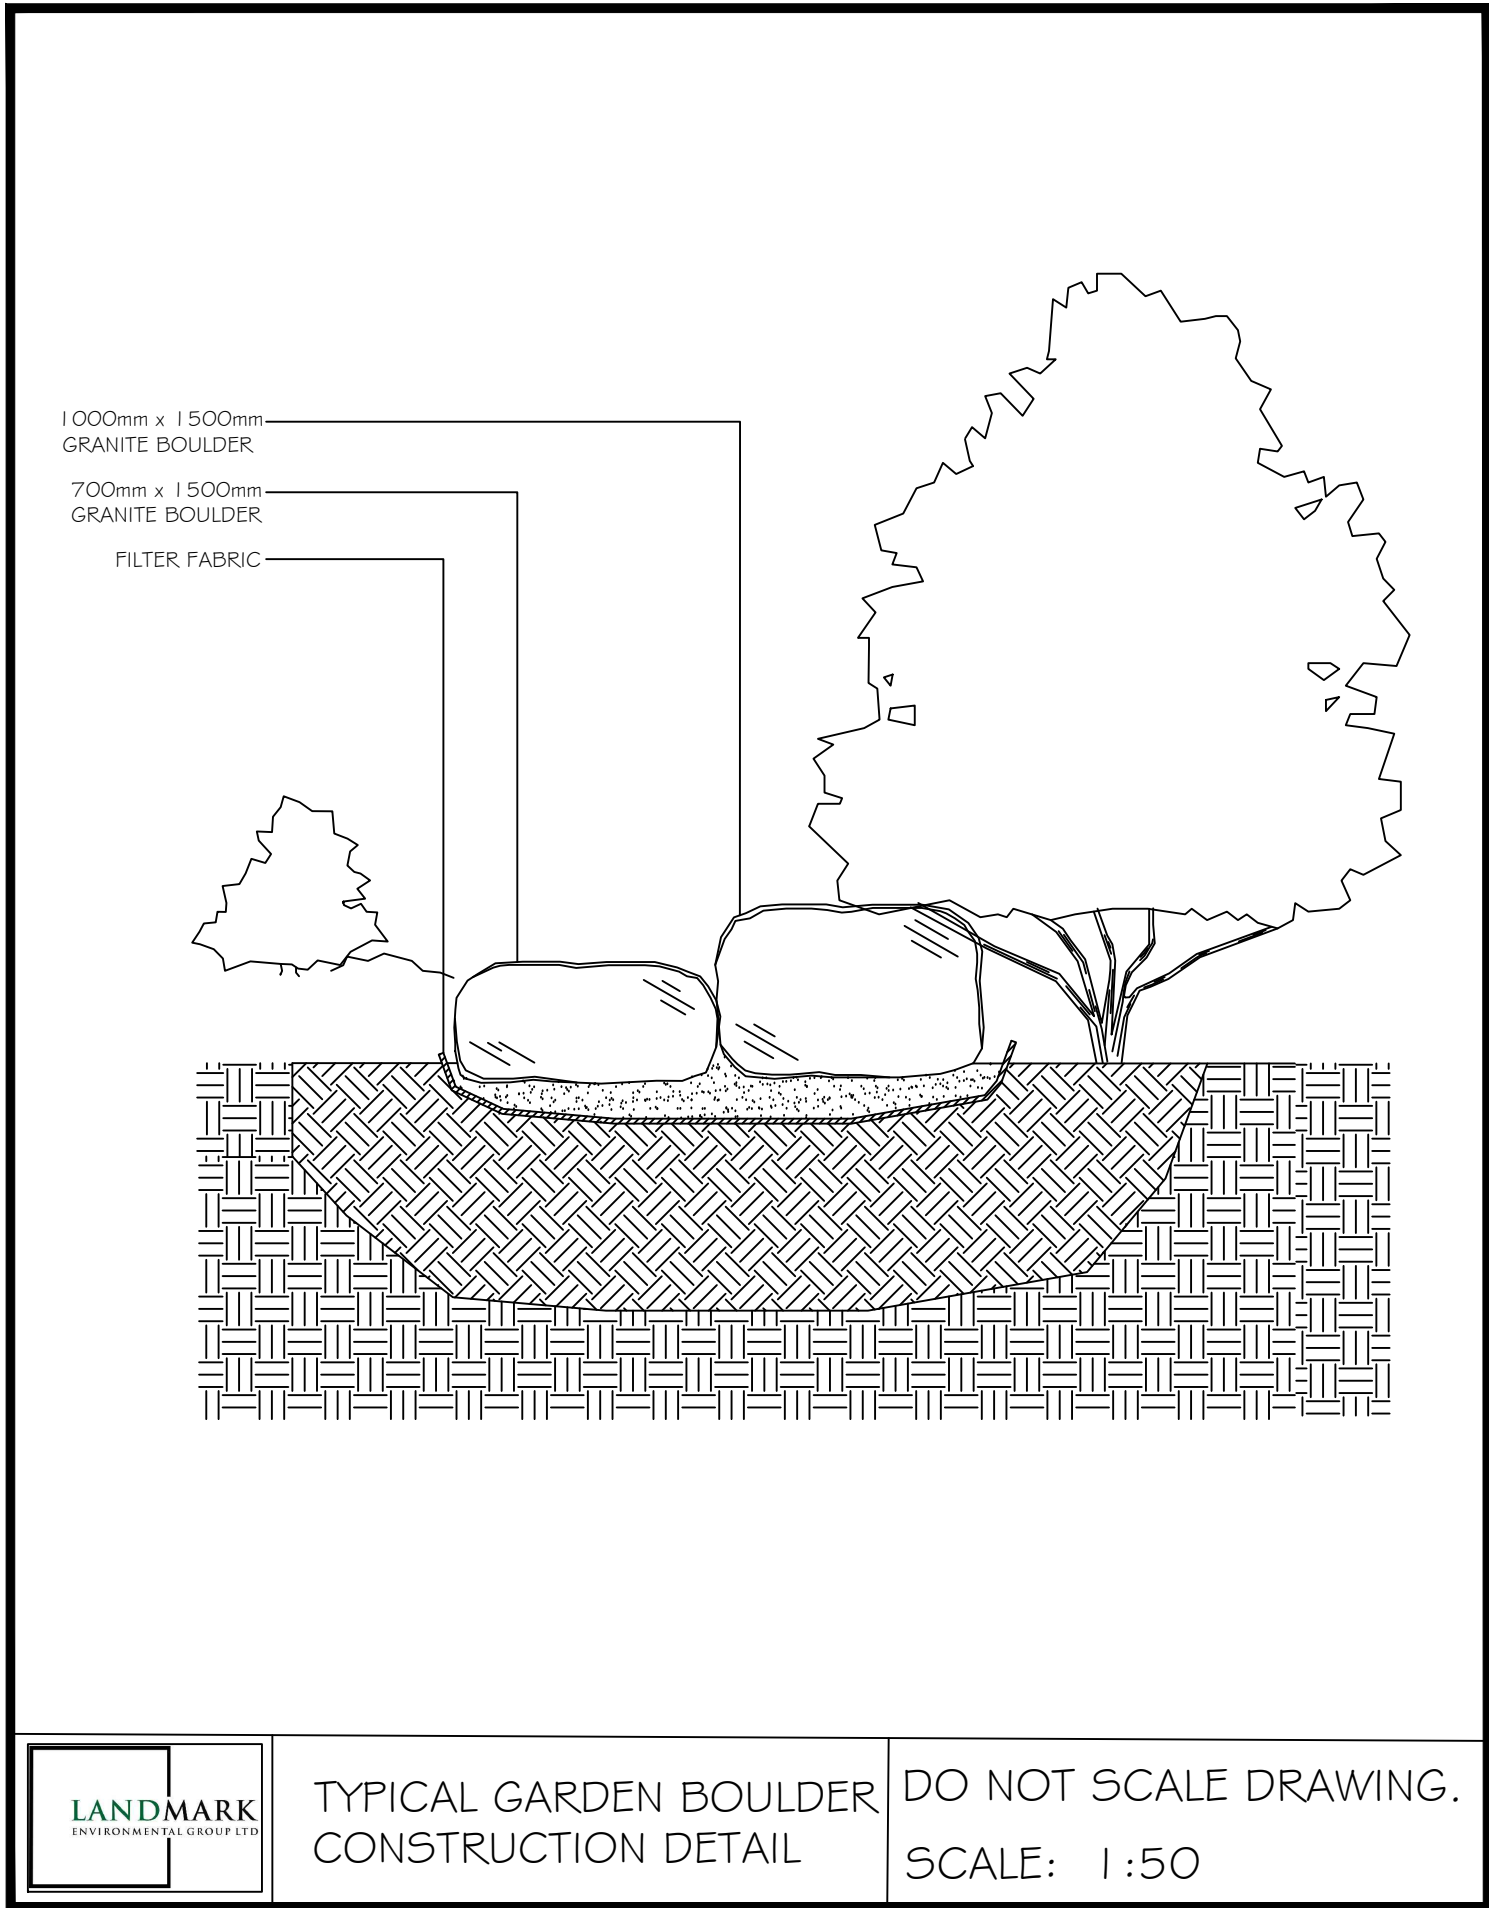 1000mm x 1500mm
GRANITE BOULDER
700mm x 1500mm
GRANITE BOULDER
FILTER FABRIC
LANDMARK
ENVIRONMENTAL GROUP LTD
TYPICAL GARDEN BOULDER
CONSTRUCTION DETAIL
DO NOT SCALE DRAWING.
SCALE: 1:50